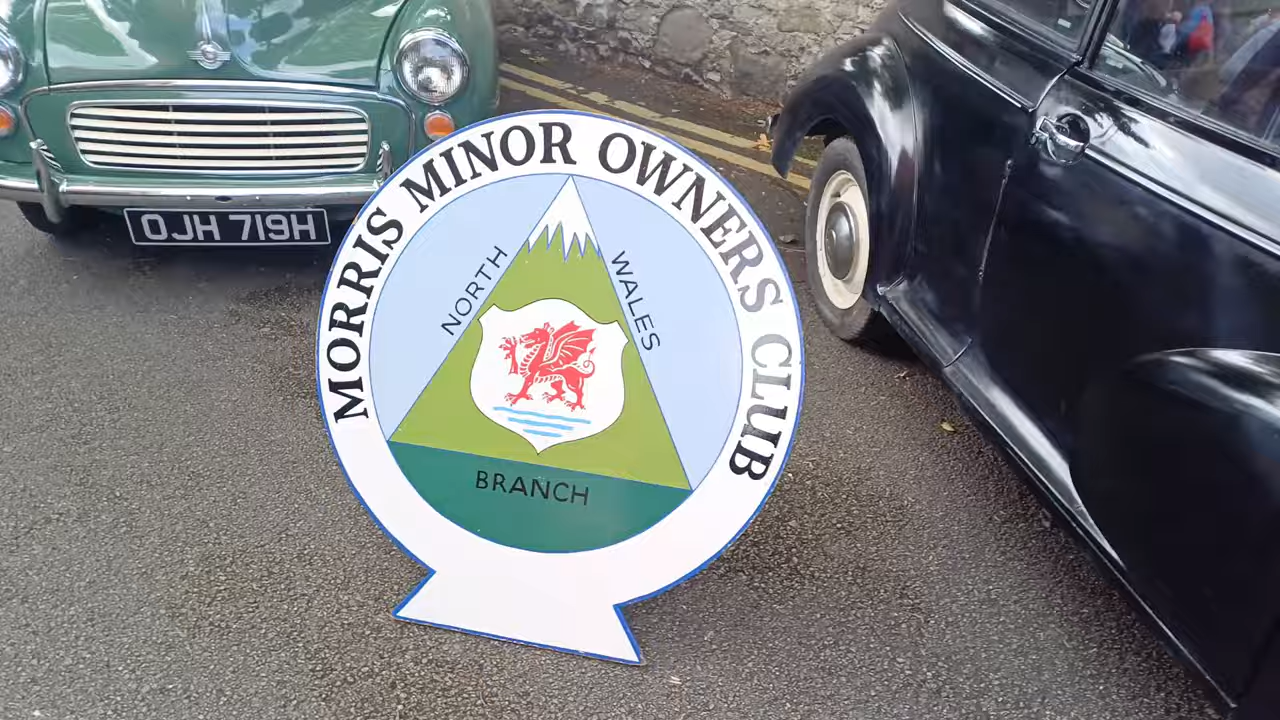 OJH 719H
MORRIS MINOR OWNERS CLUB
NORTH
WALES
BRANCH